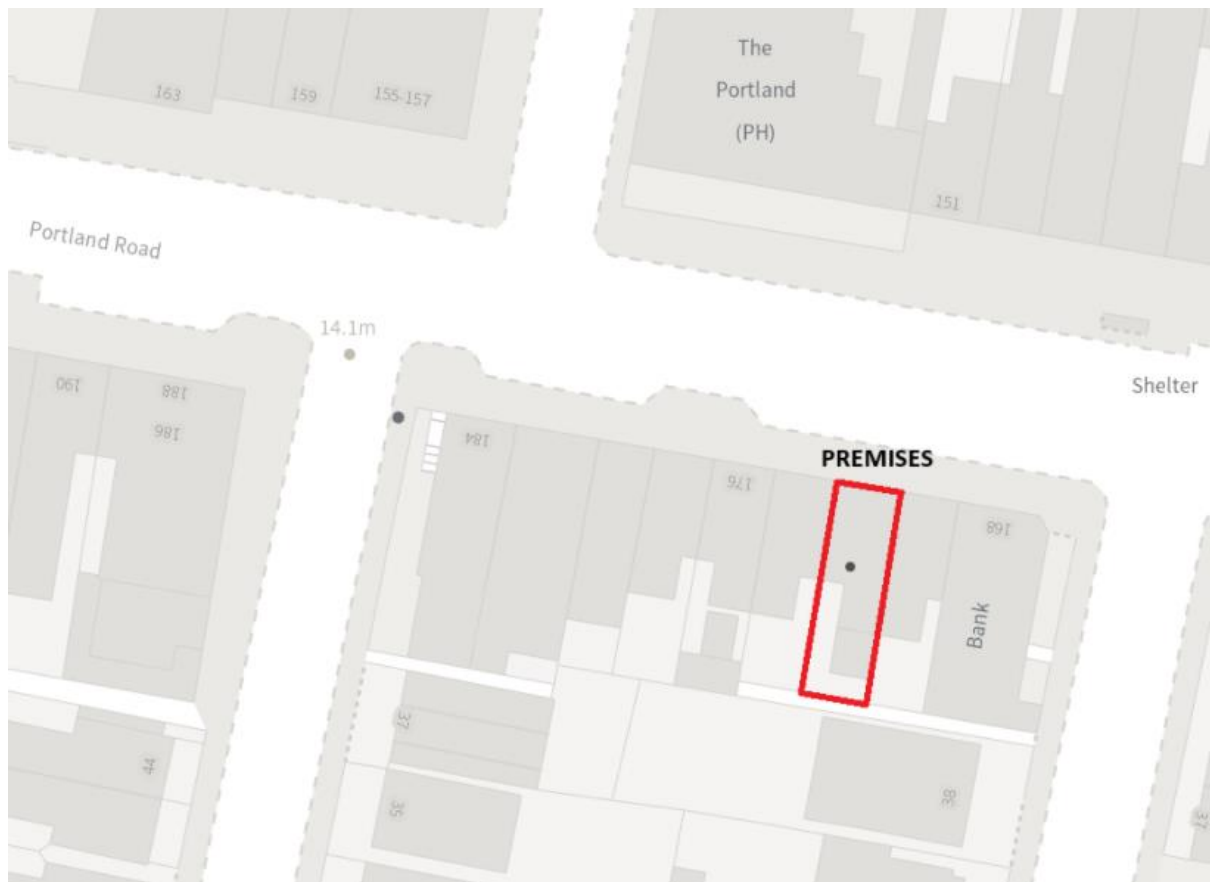 The
Portland
(PH)
163
159
155-157
151
Portland Road
14.1m
Shelter
190
188
186
184
176
PREMISES
168
Bank
37
44
35
38
37